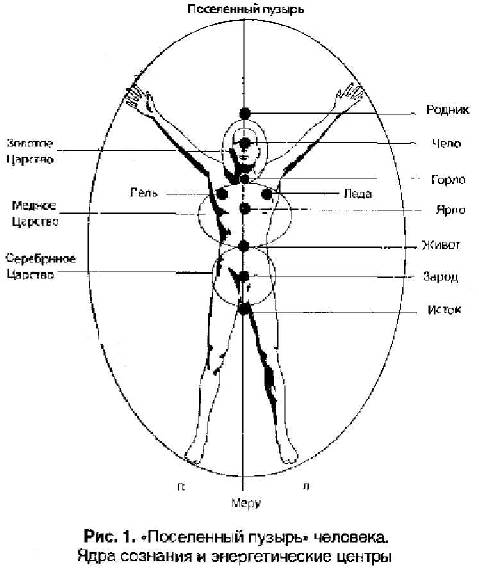 Поселенный пузырь
Родник
Золотое
Царство
Чело
Горло
Рель
Леда
Медное
Царство
Ярло
Живот
Серебрнное
Царство
Зарод
Исток
П
Л
Меру
Рис. 1. «Поселенный пузырь» человека.
Ядра сознания и энергетические центры